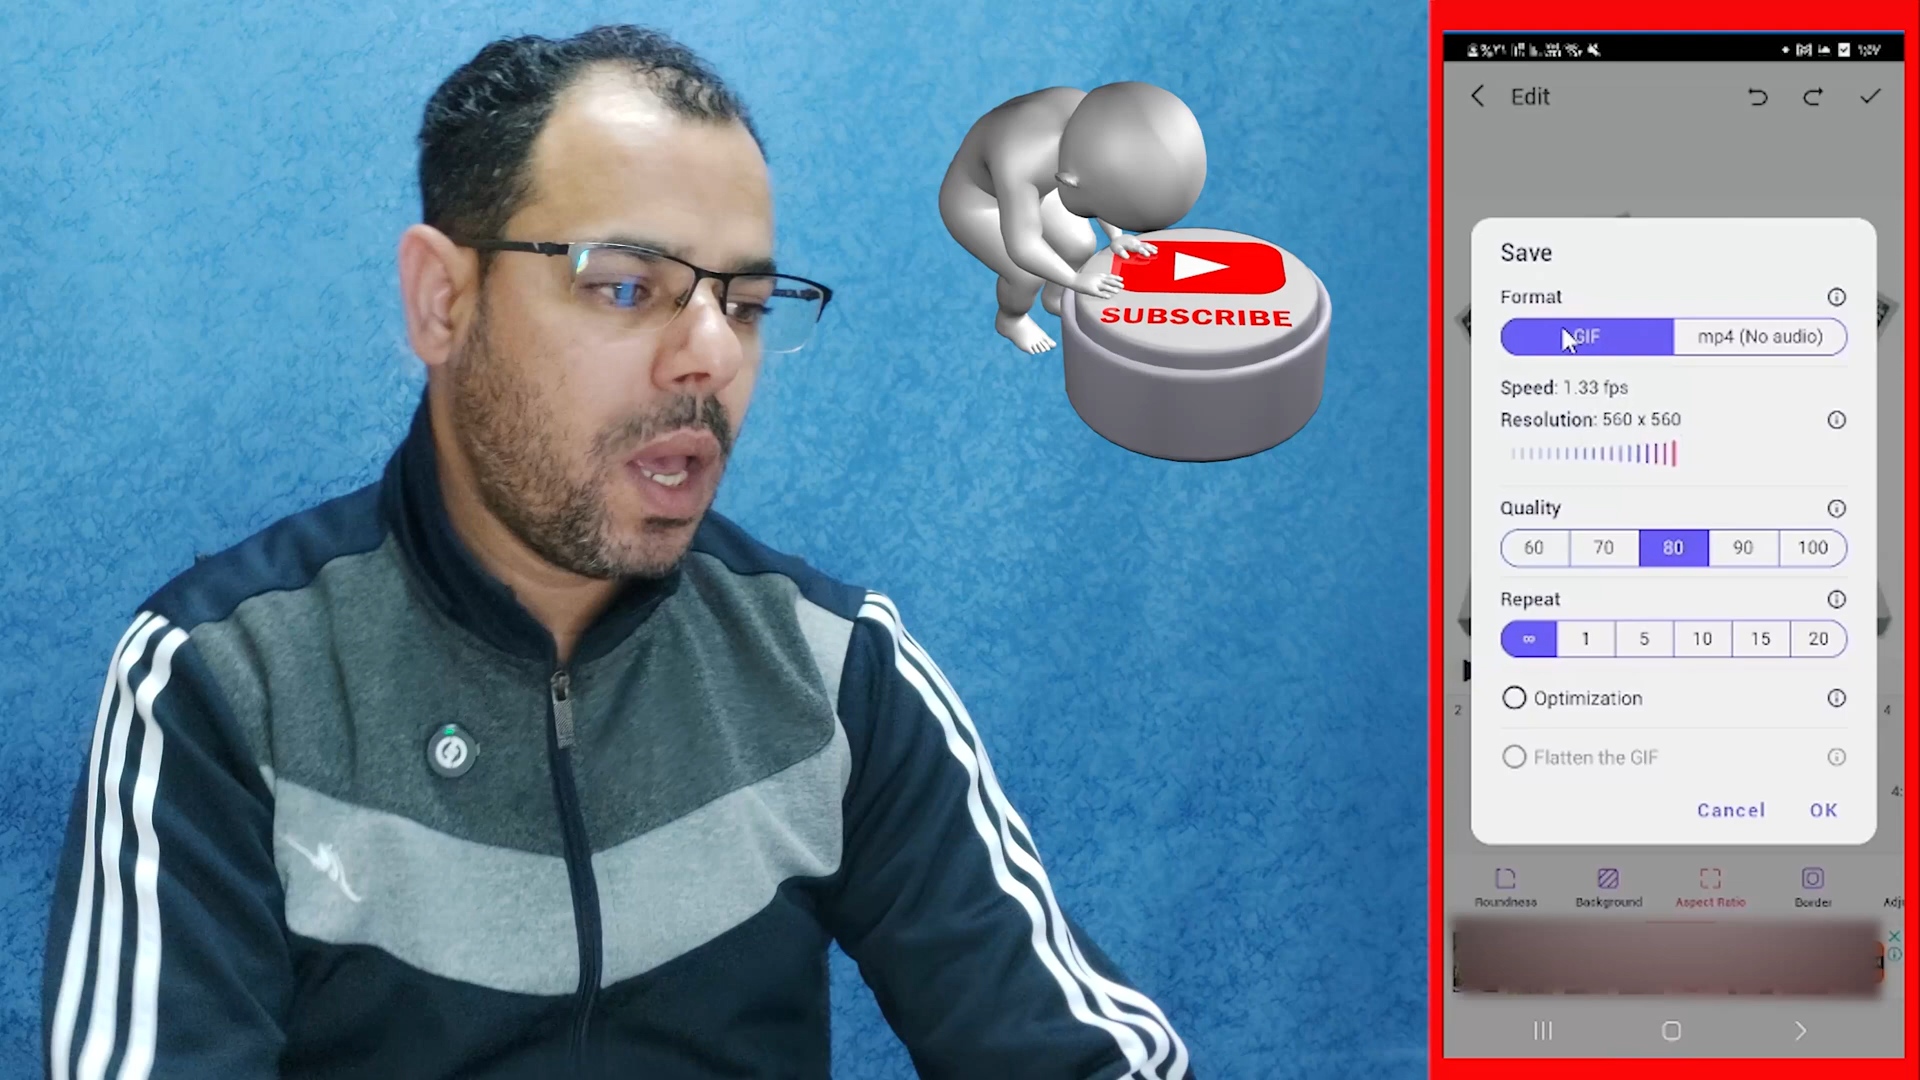 SUBSCRIBE
Edit
Save
Format
GIF
mp4 (No audio)
Speed: 1.33 fps
Resolution: 560 x 560
Quality
60 70 80 90 100
Repeat
∞ 1 5 10 15 20
Optimization
Flatten the GIF
2
4
Cancel OK
Roundness Background Aspect Ratio Border